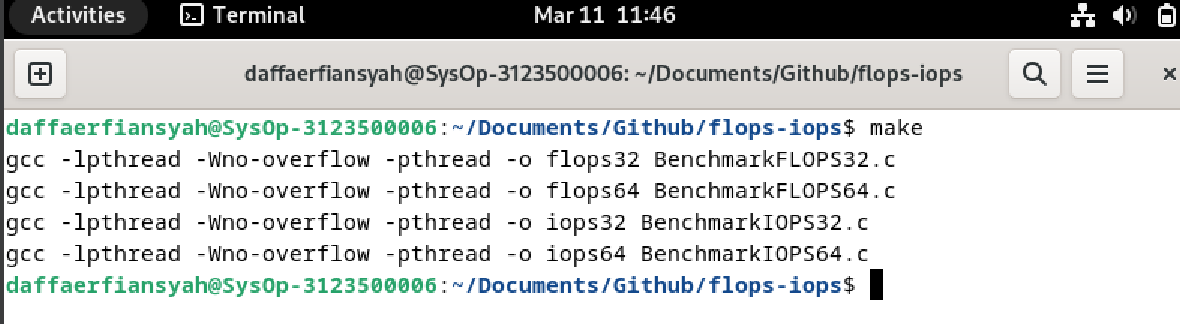 Activities Terminal Mar 11 11:46
daffaerfiansyah@SysOp-3123500006: ~/Documents/Github/flops-iops
daffaerfiansyah@SysOp-3123500006:~/Documents/Github/flops-iops$ make
gcc -lpthread -Wno-overflow -pthread -o flops32 BenchmarkFLOPS32.c
gcc -lpthread -Wno-overflow -pthread -o flops64 BenchmarkFLOPS64.c
gcc -lpthread -Wno-overflow -pthread -o iops32 BenchmarkIOPS32.c
gcc -lpthread -Wno-overflow -pthread -o iops64 BenchmarkIOPS64.c
daffaerfiansyah@SysOp-3123500006:~/Documents/Github/flops-iops$